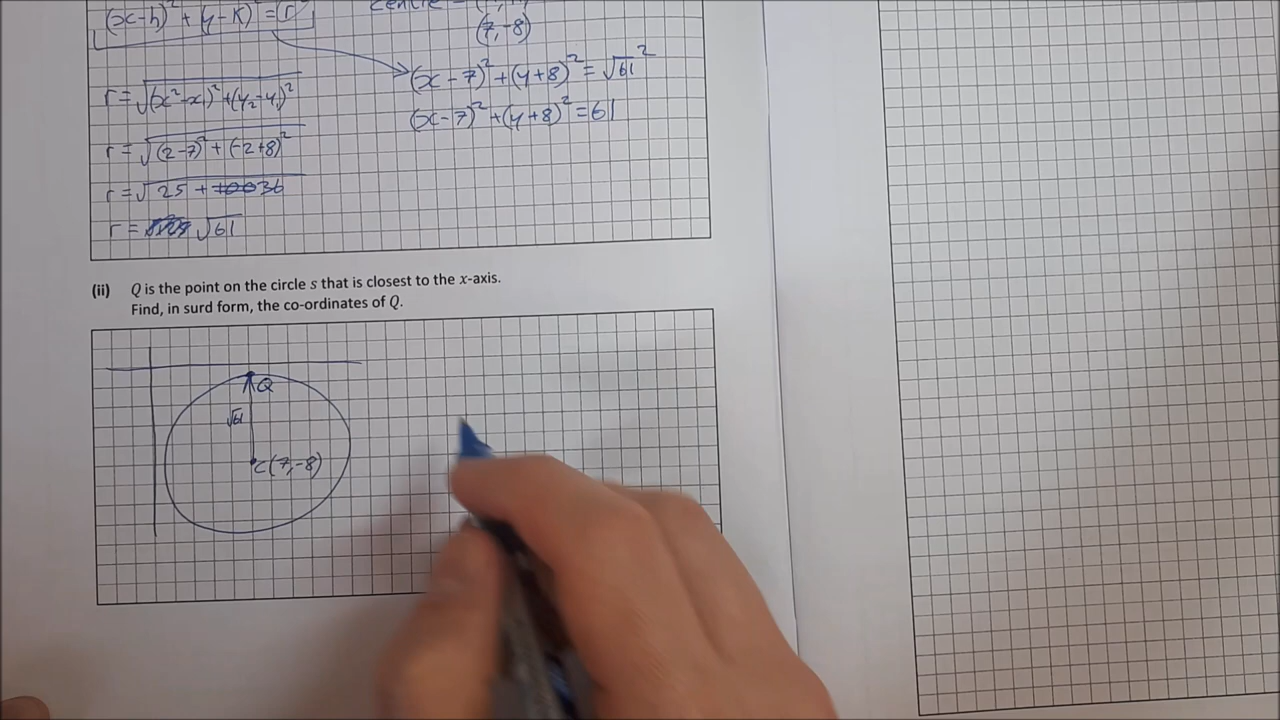 (x-h)² + (y-k)² = r
(7,-8)
(x-7)² + (y+8)² = √61²
(x-7)² + (y+8)² = 61
r = √(x²-x₁)² + (y₂-y₁)²
r = √(2-7)² + (-2+8)²
r = √25 + 36
r = √61
(ii) Q is the point on the circle s that is closest to the x-axis.
Find, in surd form, the co-ordinates of Q.
Q
√61
C(7,-8)